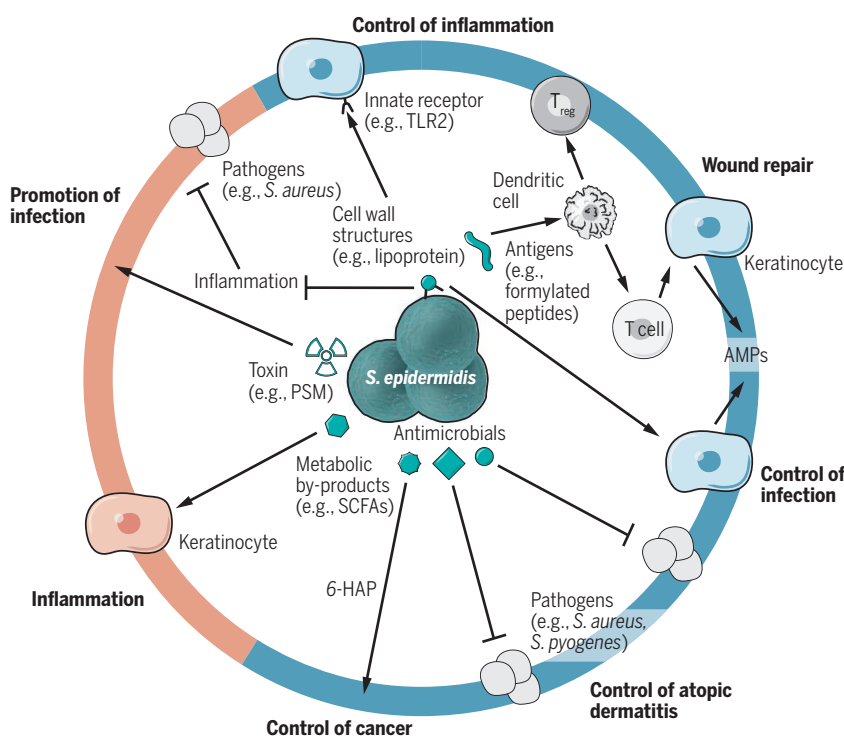 Control of inflammation
Innate receptor
(e.g., TLR2)
Treg
Pathogens
(e.g., S. aureus)
Wound repair
Promotion of
infection
Dendritic
cell
Cell wall
structures
(e.g., lipoprotein)
Antigens
(e.g.,
formylated
peptides)
Keratinocyte
Inflammation
T cell
AMPs
Toxin
(e.g., PSM)
S. epidermidis
Antimicrobials
Metabolic
by-products
(e.g., SCFAs)
Control of
infection
Keratinocyte
6-HAP
Inflammation
Pathogens
(e.g., S. aureus,
S. pyogenes)
Control of atopic
dermatitis
Control of cancer